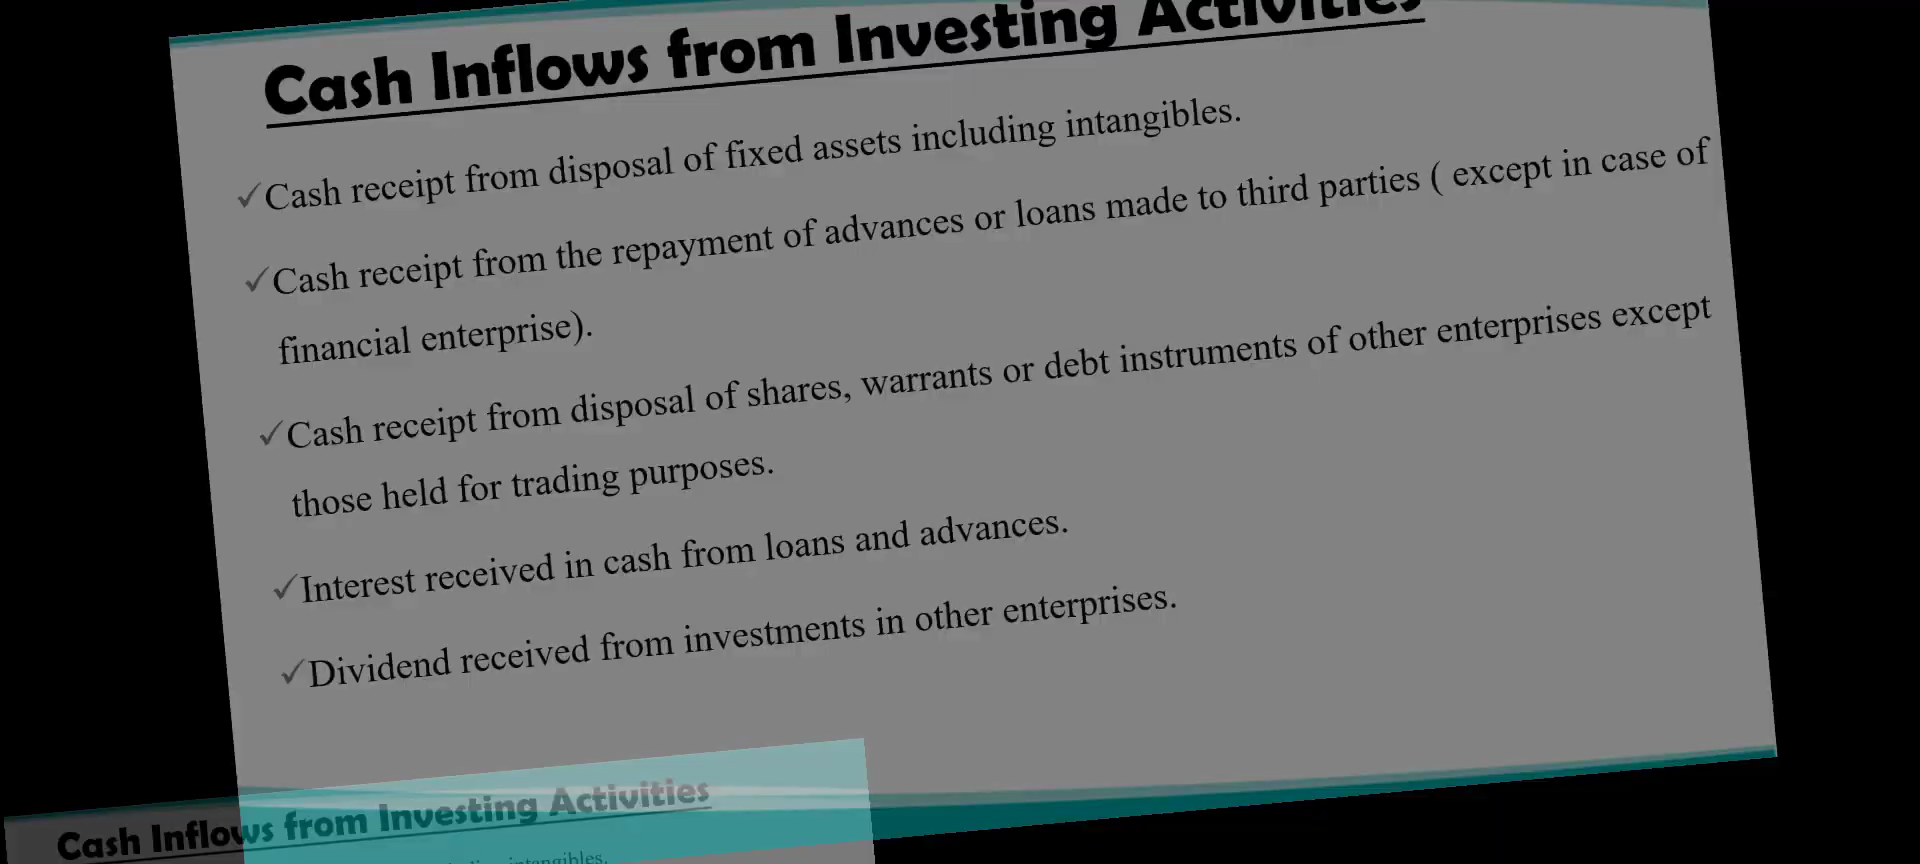 Cash Inflows from Investing Activities
✓Cash receipt from disposal of fixed assets including intangibles.
✓Cash receipt from the repayment of advances or loans made to third parties ( except in case of
financial enterprise).
✓Cash receipt from disposal of shares, warrants or debt instruments of other enterprises except
those held for trading purposes.
✓Interest received in cash from loans and advances.
✓Dividend received from investments in other enterprises.
Cash Inflows from Investing Activities
intangibles.